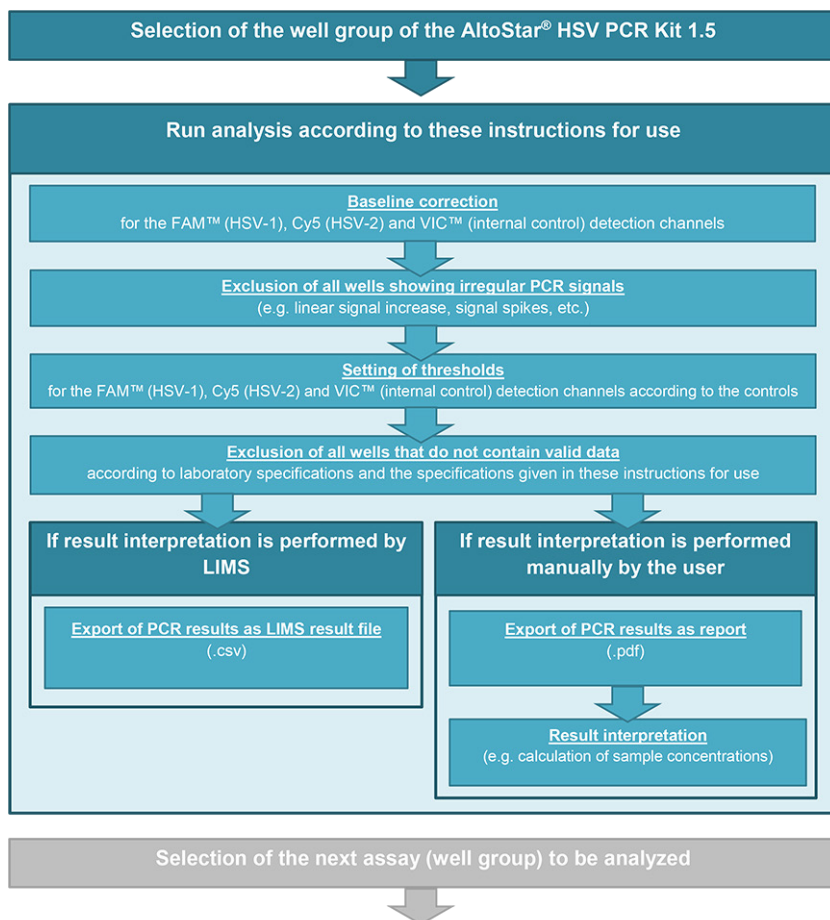 Selection of the well group of the AltoStar® HSV PCR Kit 1.5
Run analysis according to these instructions for use
Baseline correction
for the FAM™ (HSV-1), Cy5 (HSV-2) and VIC™ (internal control) detection channels
Exclusion of all wells showing irregular PCR signals
(e.g. linear signal increase, signal spikes, etc.)
Setting of thresholds
for the FAM™ (HSV-1), Cy5 (HSV-2) and VIC™ (internal control) detection channels according to the controls
Exclusion of all wells that do not contain valid data
according to laboratory specifications and the specifications given in these instructions for use
If result interpretation is performed by
LIMS
Export of PCR results as LIMS result file
(.csv)
If result interpretation is performed
manually by the user
Export of PCR results as report
(.pdf)
Result interpretation
(e.g. calculation of sample concentrations)
Selection of the next assay (well group) to be analyzed